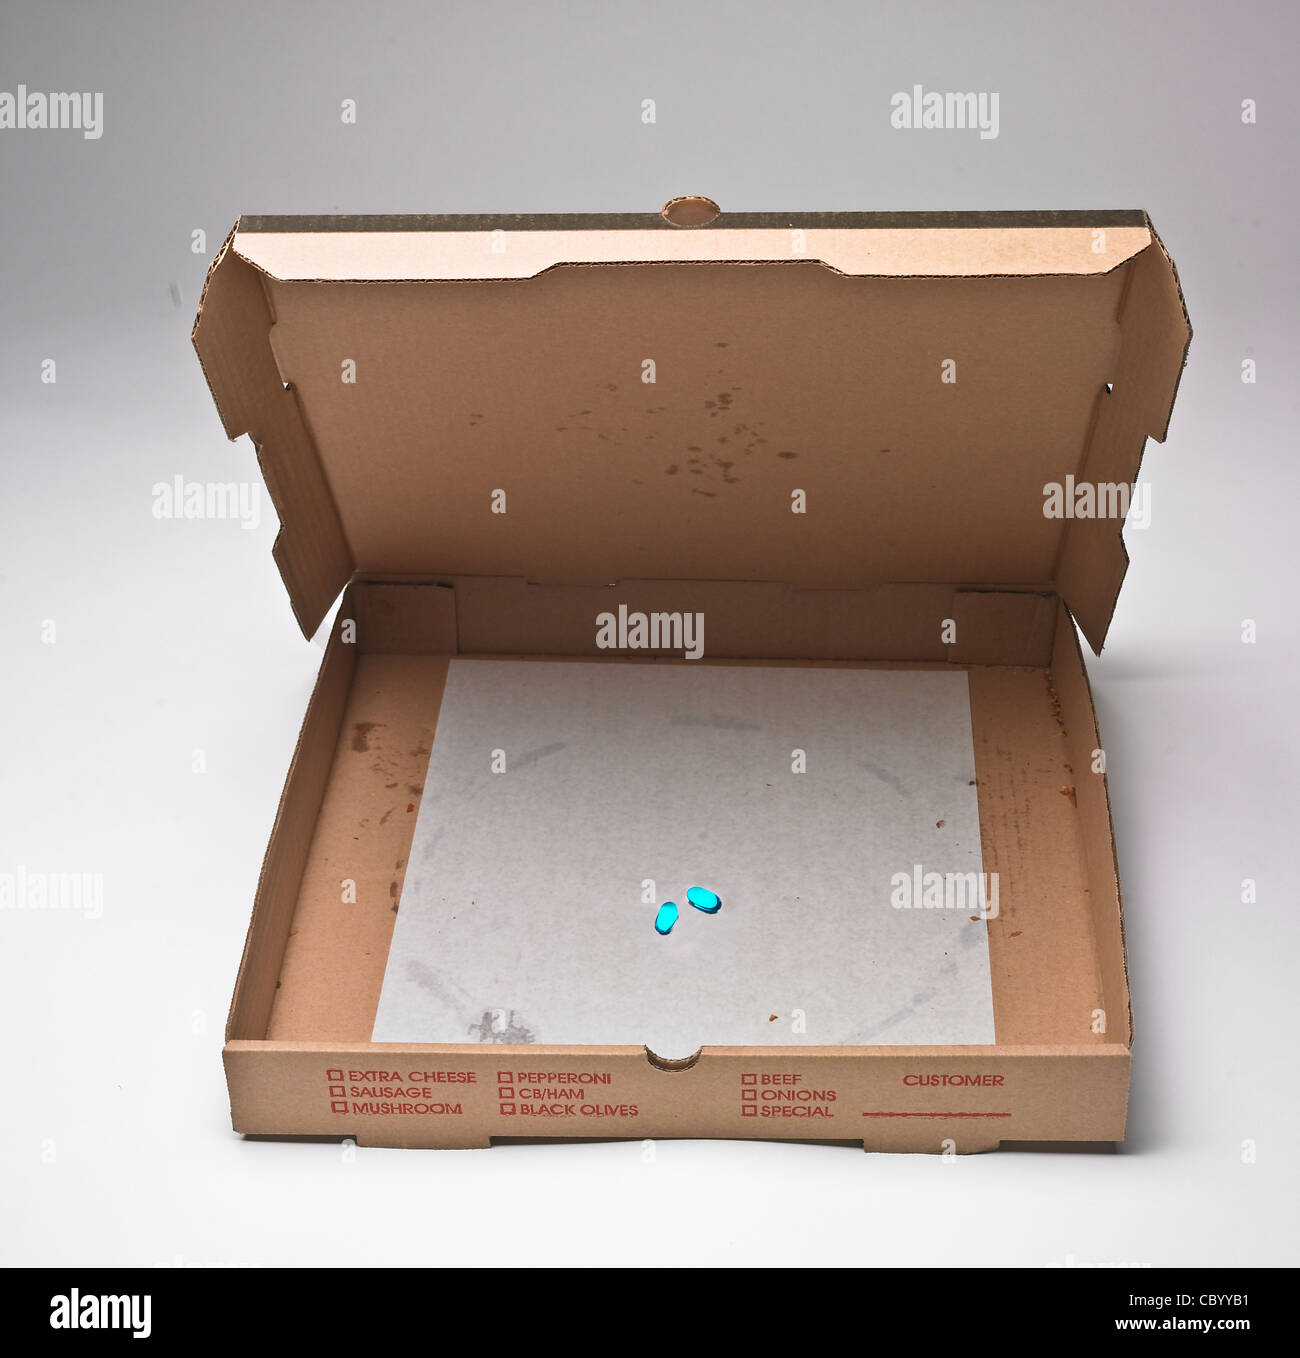 alamy
alamy
alamy
alamy
alamy
alamy
EXTRA CHEESE PEPPERONI BEEF CUSTOMER
SAUSAGE CB/HAM ONIONS
MUSHROOM BLACK OLIVES SPECIAL
alamy
Image ID: CBYYB1
www.alamy.com